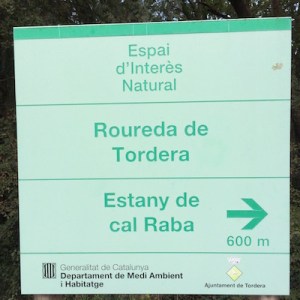 Espai
d'Interès
Natural
Roureda de
Tordera
Estany de
cal Raba
600 m
Generalitat de Catalunya
Departament de Medi Ambient
i Habitatge
Ajuntament de Tordera